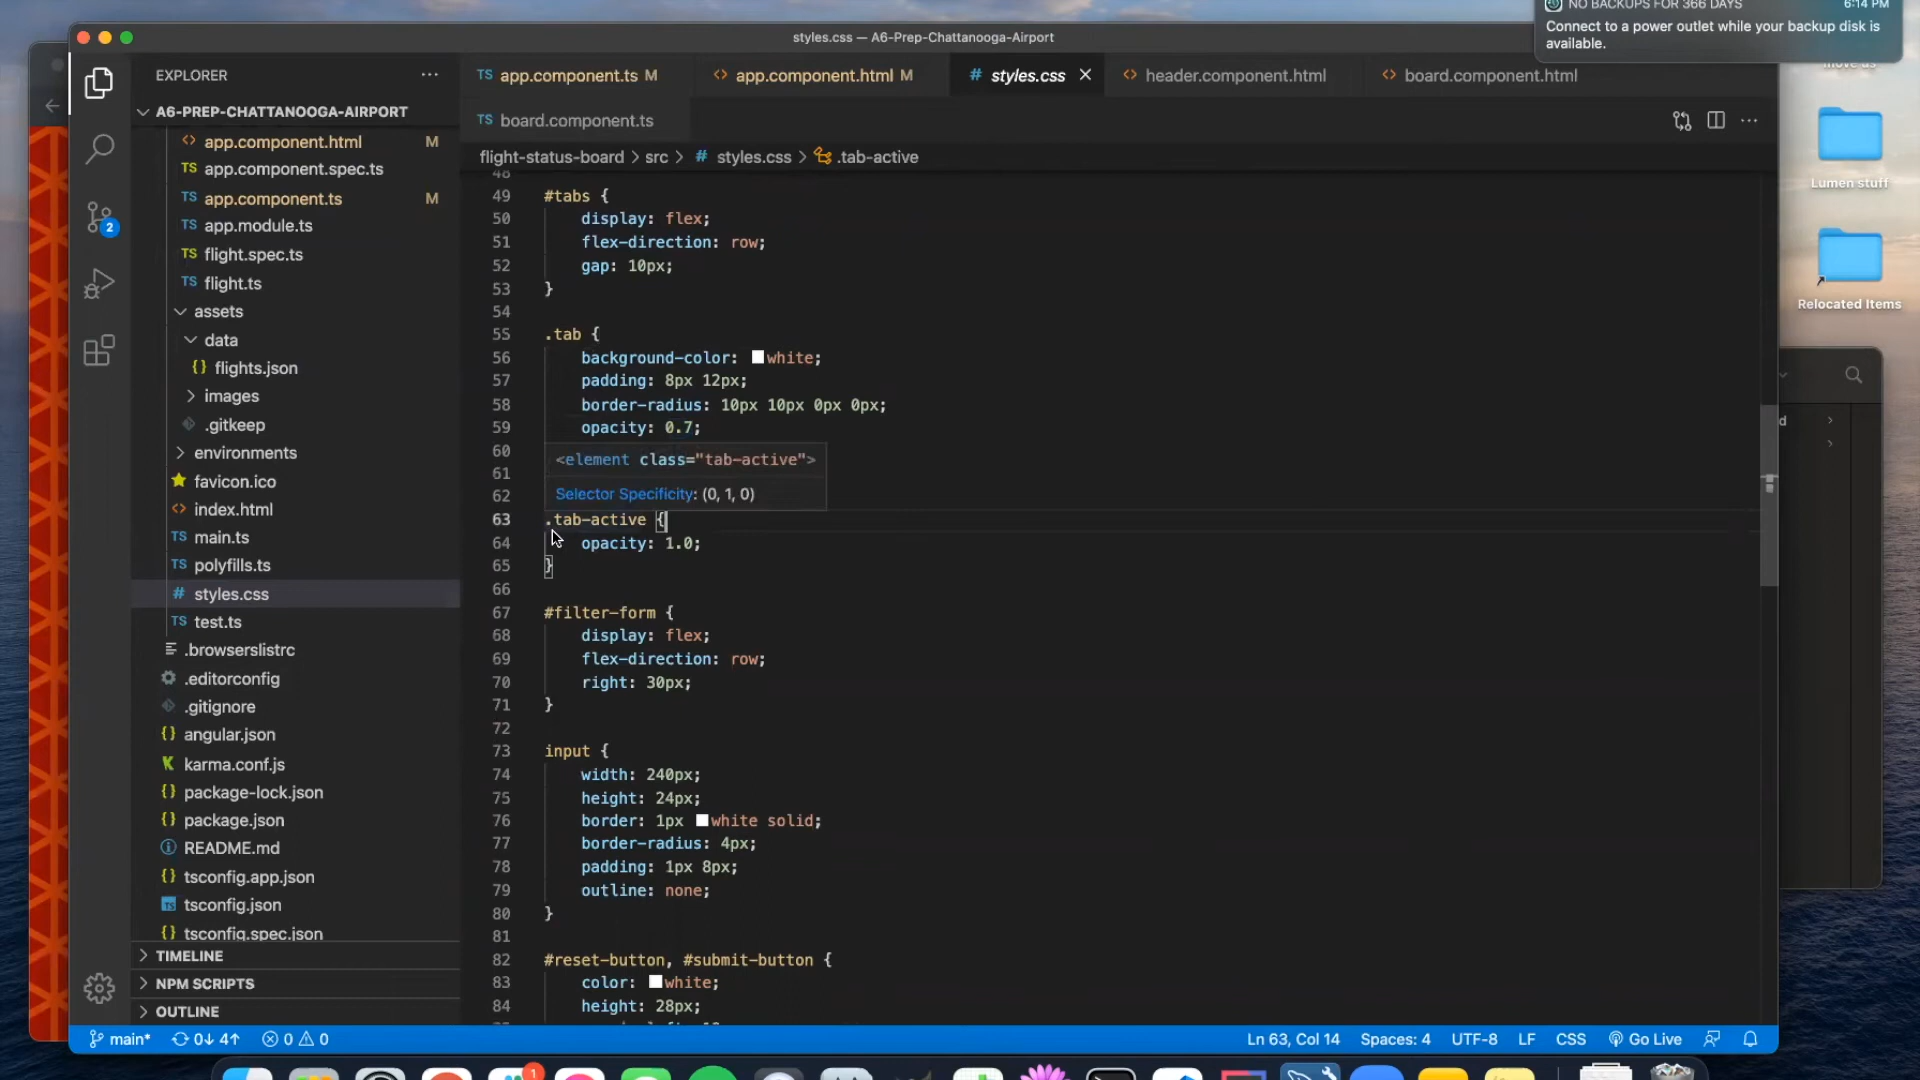 NO BACKUPS FOR 366 DAYS 6:14 PM
Connect to a power outlet while your backup disk is
available.
styles.css — A6-Prep-Chattanooga-Airport
EXPLORER
TS app.component.ts M
<> app.component.html M
# styles.css
<> header.component.html
<> board.component.html
TS board.component.ts
flight-status-board > src > # styles.css > .tab-active
A6-PREP-CHATTANOOGA-AIRPORT
<> app.component.html M
TS app.component.spec.ts
TS app.component.ts M
TS app.module.ts
TS flight.spec.ts
TS flight.ts
assets
data
{} flights.json
images
.gitkeep
environments
favicon.ico
<> index.html
TS main.ts
TS polyfills.ts
# styles.css
TS test.ts
.browserslistrc
.editorconfig
.gitignore
{} angular.json
K karma.conf.js
{} package-lock.json
{} package.json
README.md
{} tsconfig.app.json
TS tsconfig.json
{} tsconfig.spec.json
TIMELINE
NPM SCRIPTS
OUTLINE
2
48
49 #tabs {
50 display: flex;
51 flex-direction: row;
52 gap: 10px;
53 }
54
55 .tab {
56 background-color: white;
57 padding: 8px 12px;
58 border-radius: 10px 10px 0px 0px;
59 opacity: 0.7;
60
<element class="tab-active">
61
62
Selector Specificity: (0, 1, 0)
63 .tab-active {
64 opacity: 1.0;
65 }
66
67 #filter-form {
68 display: flex;
69 flex-direction: row;
70 right: 30px;
71 }
72
73 input {
74 width: 240px;
75 height: 24px;
76 border: 1px white solid;
77 border-radius: 4px;
78 padding: 1px 8px;
79 outline: none;
80 }
81
82 #reset-button, #submit-button {
83 color: white;
84 height: 28px;
Lumen stuff
Relocated Items
main* 0↓ 4↑ 0 0
Ln 63, Col 14 Spaces: 4 UTF-8 LF CSS Go Live
1